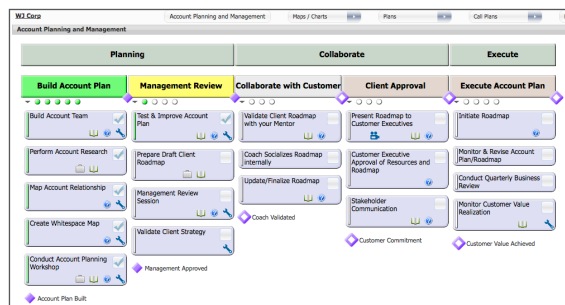 WJ Corp
Account Planning and Management
Maps / Charts
Plans
Call Plans
Account Planning and Management
Planning
Collaborate
Execute
Build Account Plan
Management Review
Collaborate with Customer
Client Approval
Execute Account Plan
Build Account Team
Perform Account Research
Map Account Relationship
Create Whitespace Map
Conduct Account Planning
Workshop
Account Plan Built
Test & Improve Account
Plan
Prepare Draft Client
Roadmap
Management Review
Session
Validate Client Strategy
Management Approved
Validate Client Roadmap
with your Mentor
Coach Socializes Roadmap
internally
Update/Finalize Roadmap
Coach Validated
Present Roadmap to
Customer Executives
Customer Executive
Approval of Resources and
Roadmap
Stakeholder
Communication
Customer Commitment
Initiate Roadmap
Monitor & Revise Account
Plan/Roadmap
Conduct Quarterly Business
Review
Monitor Customer Value
Realization
Customer Value Achieved